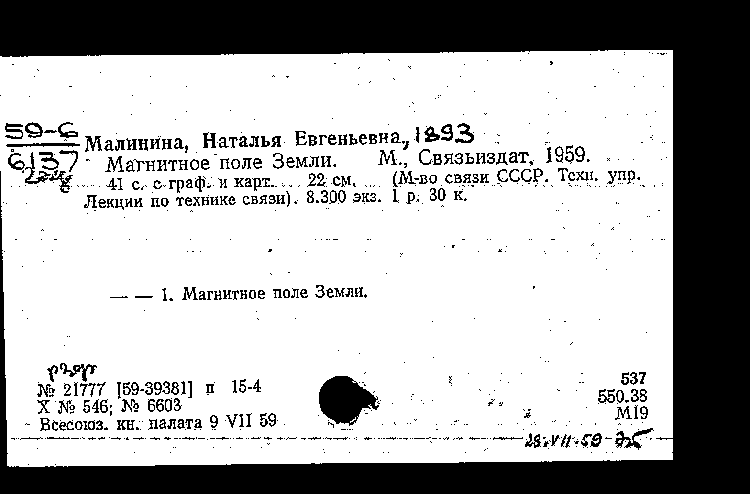 59-6
Малинина, Наталья Евгеньевна, 1893
6137
Магнитное поле Земли. М., Связьиздат, 1959.
41 с. с граф. и карт. 22 см. (М-во связи СССР. Техн. упр.
Лекции по технике связи). 8.300 экз. 1 р. 30 к.
— — 1. Магнитное поле Земли.
№ 21777 [59-39381] п 15-4
537
X № 546; № 6603
550.38
Всесоюз. кн. палата 9 VII 59
М19
28.VII.59